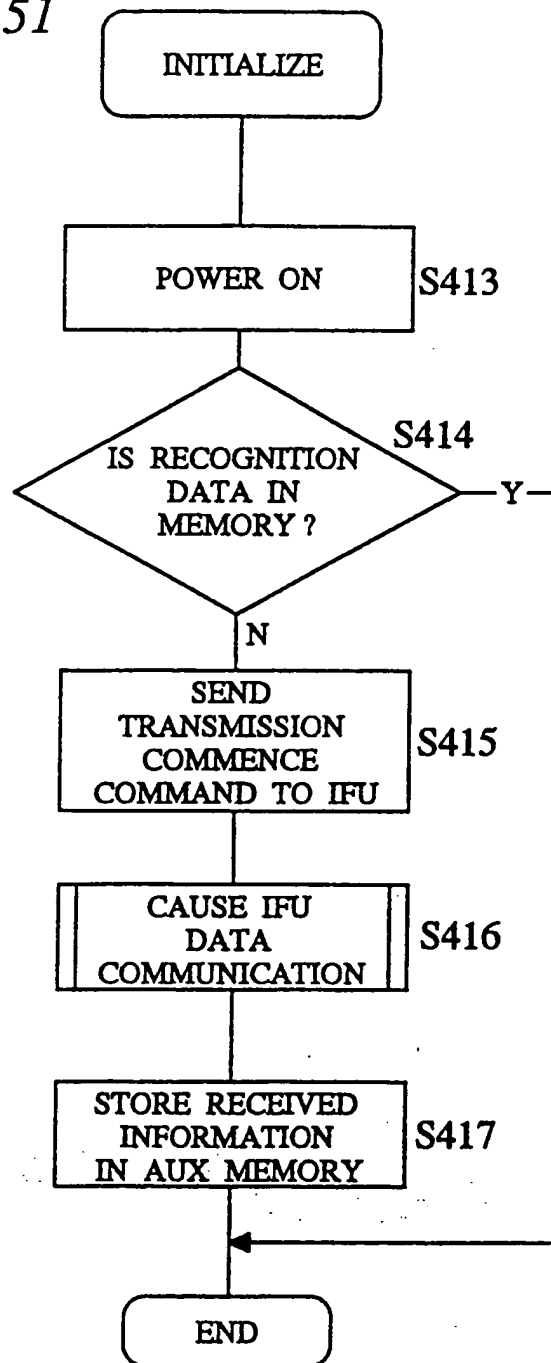 51
INITIALIZE
POWER ON
S413
S414
IS RECOGNITION
DATA IN
MEMORY ?
Y
N
SEND
TRANSMISSION
COMMENCE
COMMAND TO IFU
S415
CAUSE IFU
DATA
COMMUNICATION
S416
STORE RECEIVED
INFORMATION
IN AUX MEMORY
S417
END